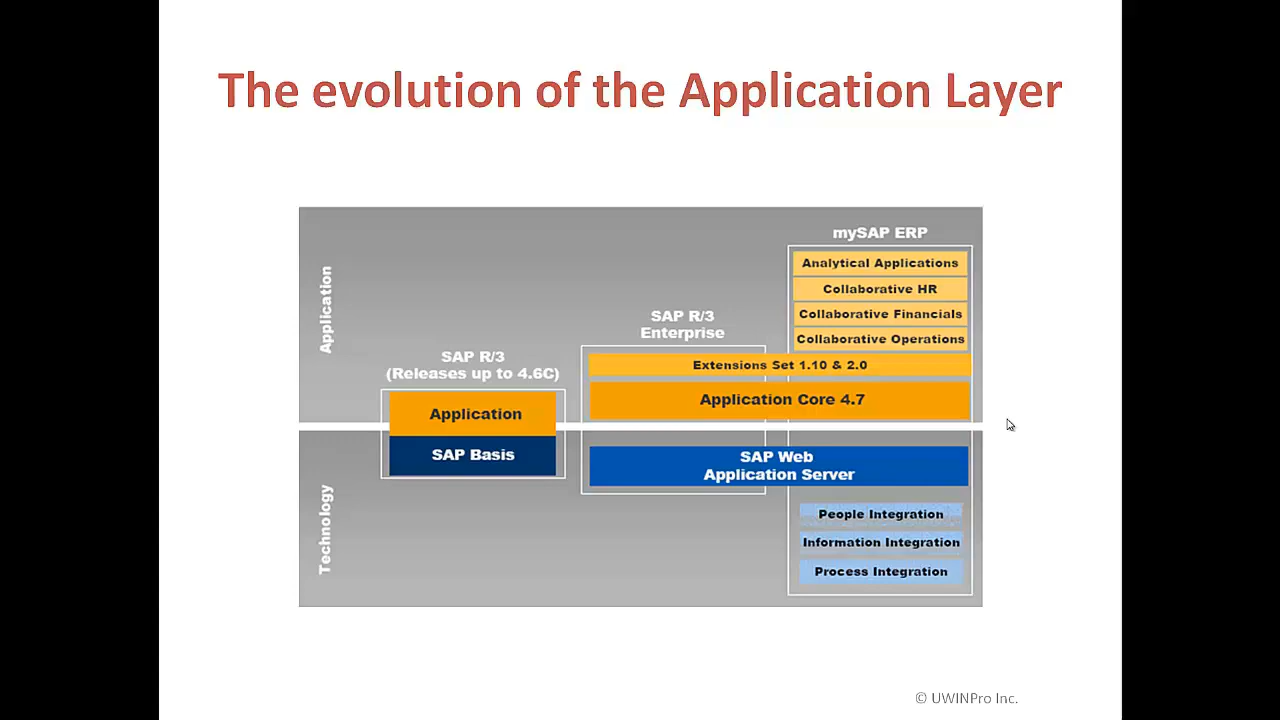 The evolution of the Application Layer
mySAP ERP
Analytical Applications
Collaborative HR
Collaborative Financials
Collaborative Operations
Application
SAP R/3
Enterprise
SAP R/3
(Releases up to 4.6C)
Extensions Set 1.10 & 2.0
Application Core 4.7
Application
SAP Basis
SAP Web
Application Server
Technology
People Integration
Information Integration
Process Integration
© UWINPro Inc.